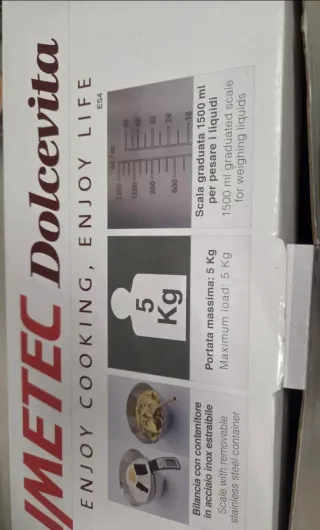 IMETEC Dolcevita
ENJOY COOKING, ENJOY LIFE
ES4
Bilancia con contenitore
in acciaio inox estraibile
Scale with removable
stainless steel container
5
Kg
Portata massima: 5 Kg
Maximum load: 5 Kg
Scala graduata 1500 ml
per pesare i liquidi
1500 ml graduated scale
for weighing liquids